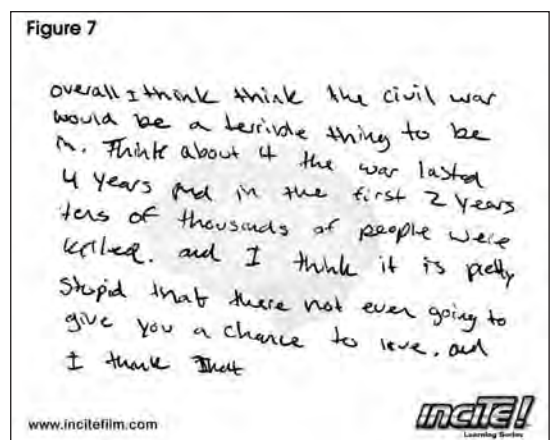 Figure 7
overall I think think the civil war
would be a terrible thing to be
in. Think about it the war lasted
4 years and in the first 2 years
tens of thousands of people were
killed. and I think it is pretty
stupid that there not even going to
give you a chance to leve. and
I think that
www.incitefilm.com
inciTE!
Learning Series